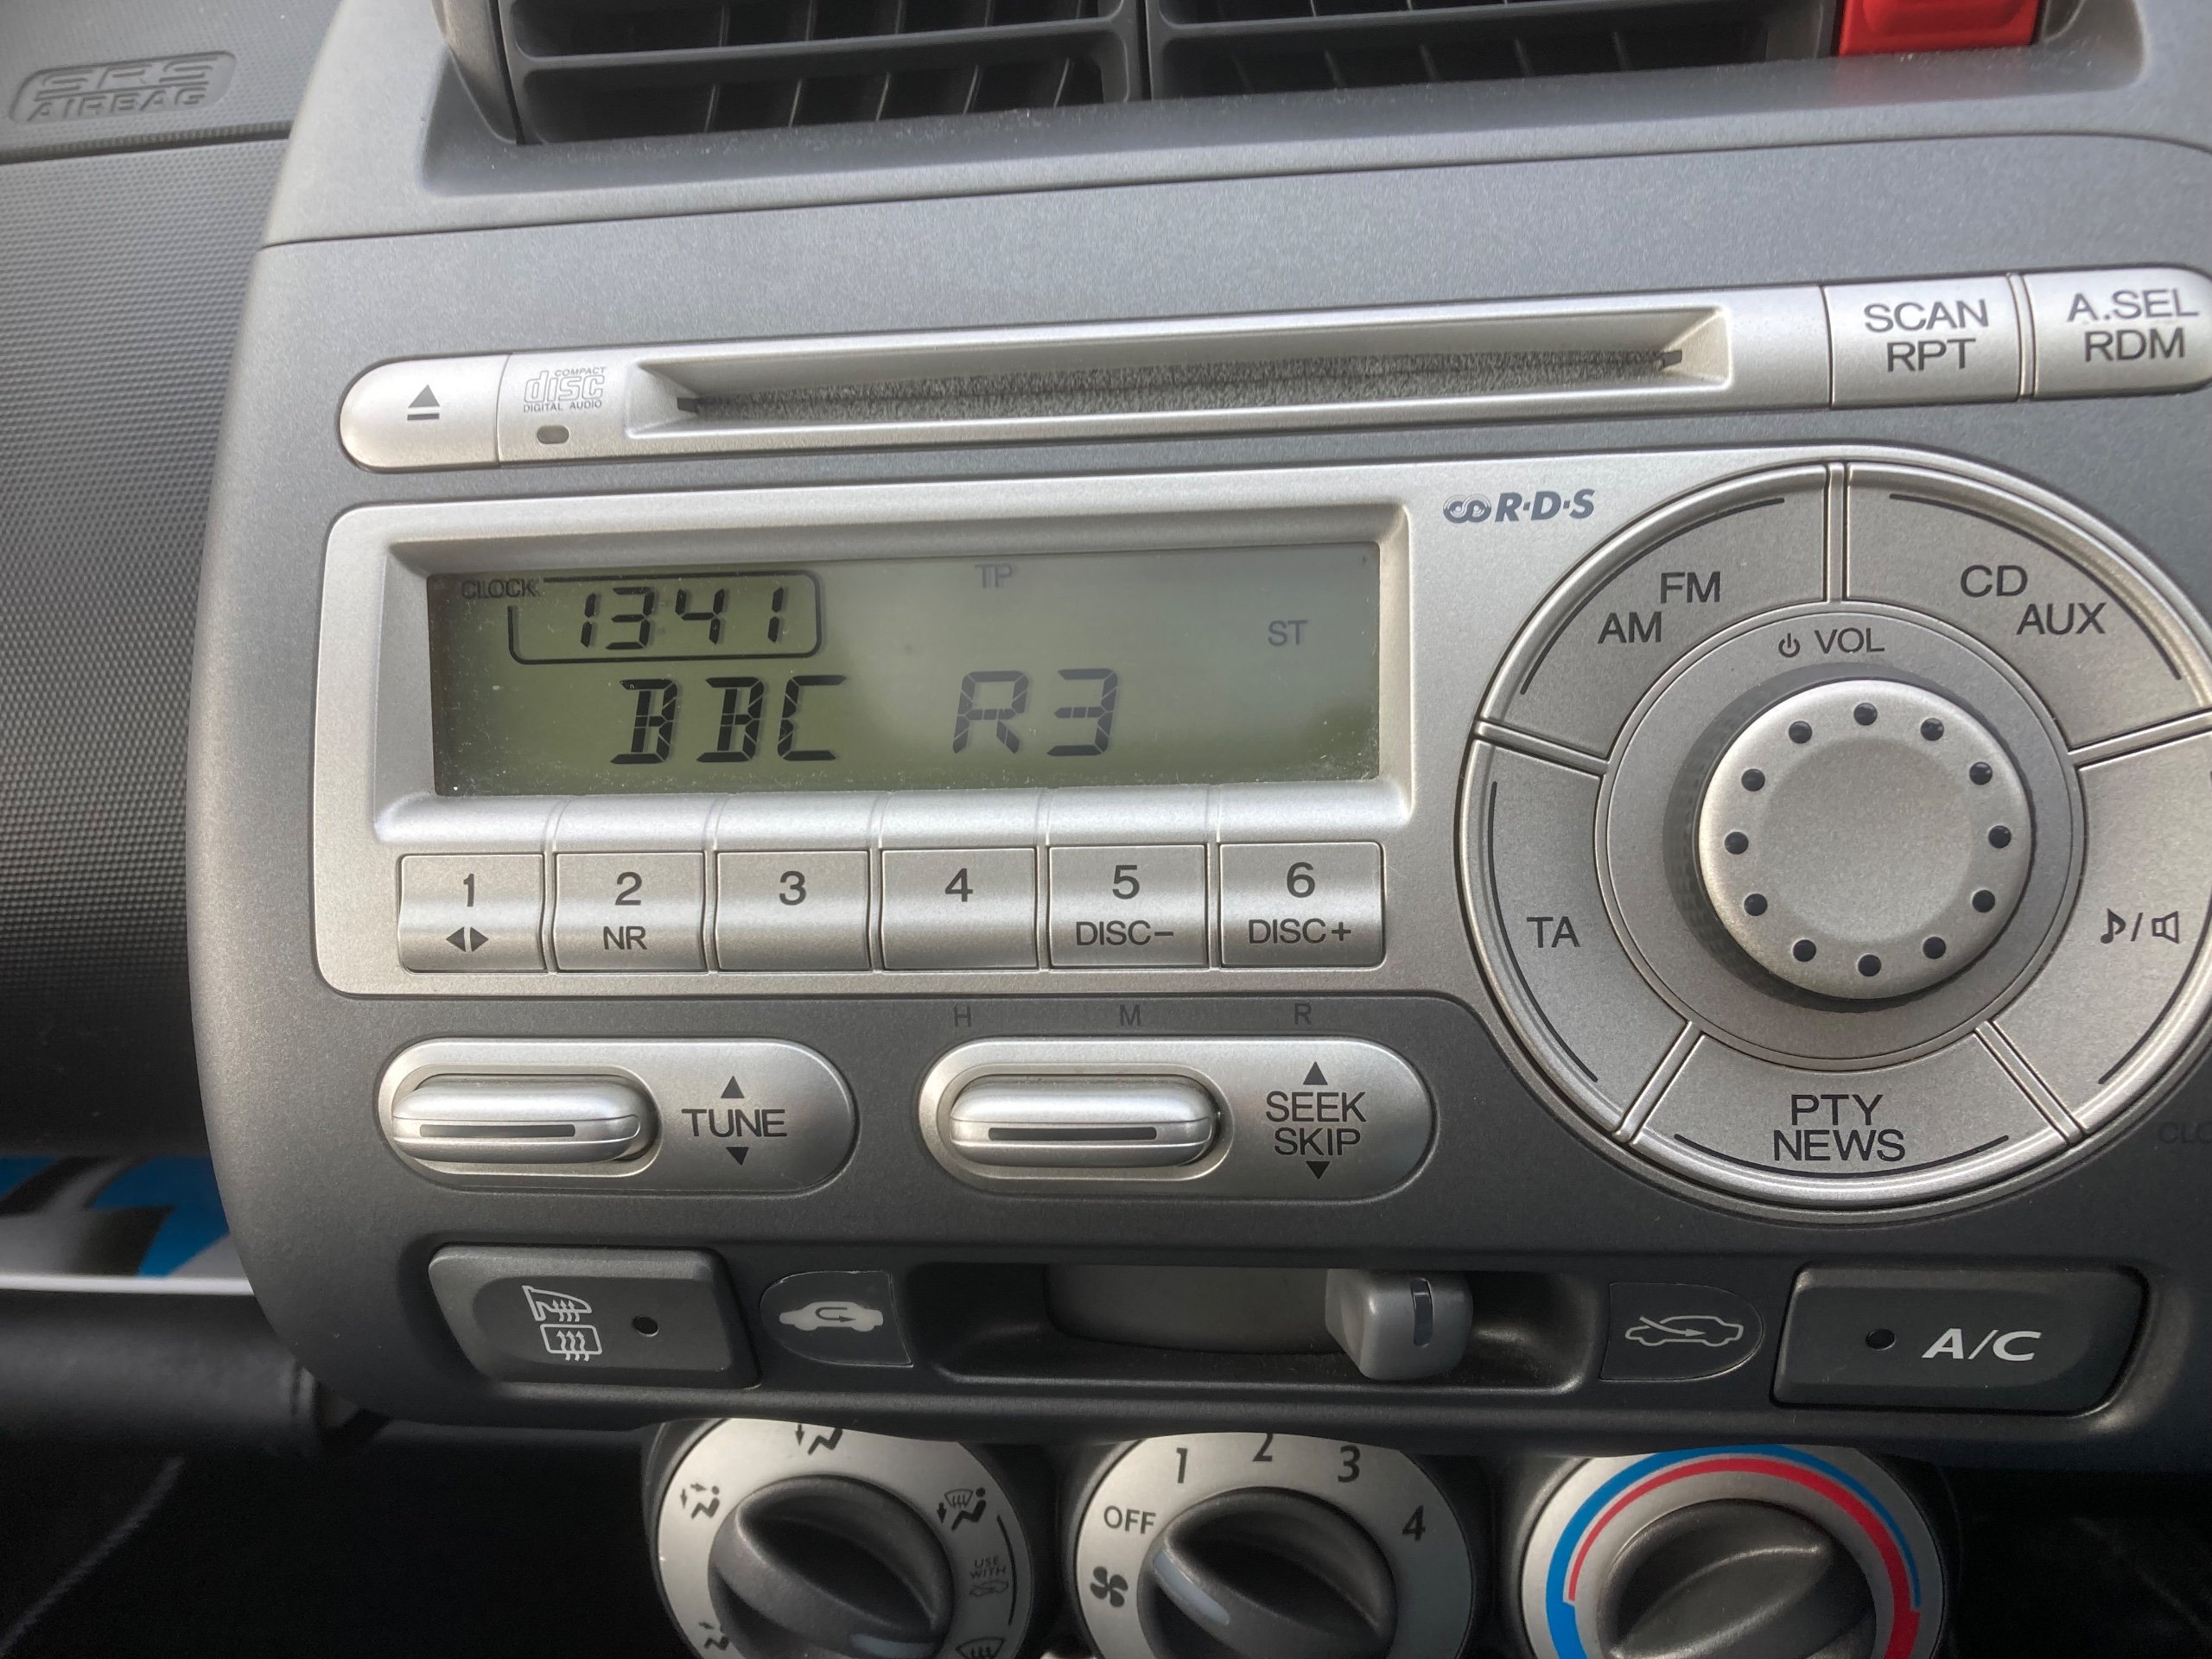 SRS
AIRBAG
SCAN
RPT
A.SEL
RDM
COMPACT
disc
DIGITAL AUDIO
R·D·S
CLOCK 1341
TP
ST
BBC R3
FM
AM
CD
AUX
VOL
1
2
NR
3
4
5
DISC-
6
DISC+
TA
PTY
NEWS
H M R
TUNE
SEEK
SKIP
A/C
OFF 1 2 3 4
USE
WITH